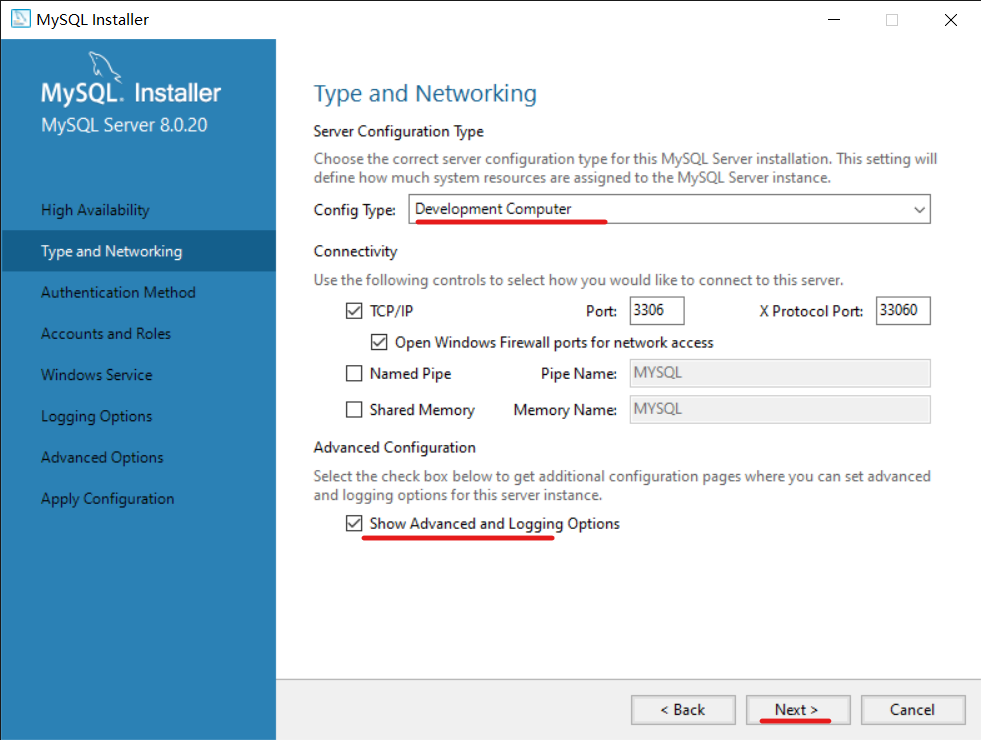 MySQL Installer
MySQL. Installer
MySQL Server 8.0.20
High Availability
Type and Networking
Authentication Method
Accounts and Roles
Windows Service
Logging Options
Advanced Options
Apply Configuration
Type and Networking
Server Configuration Type
Choose the correct server configuration type for this MySQL Server installation. This setting will
define how much system resources are assigned to the MySQL Server instance.
Config Type: Development Computer
Connectivity
Use the following controls to select how you would like to connect to this server.
TCP/IP Port: 3306 X Protocol Port: 33060
Open Windows Firewall ports for network access
Named Pipe Pipe Name: MYSQL
Shared Memory Memory Name: MYSQL
Advanced Configuration
Select the check box below to get additional configuration pages where you can set advanced
and logging options for this server instance.
Show Advanced and Logging Options
< Back Next > Cancel